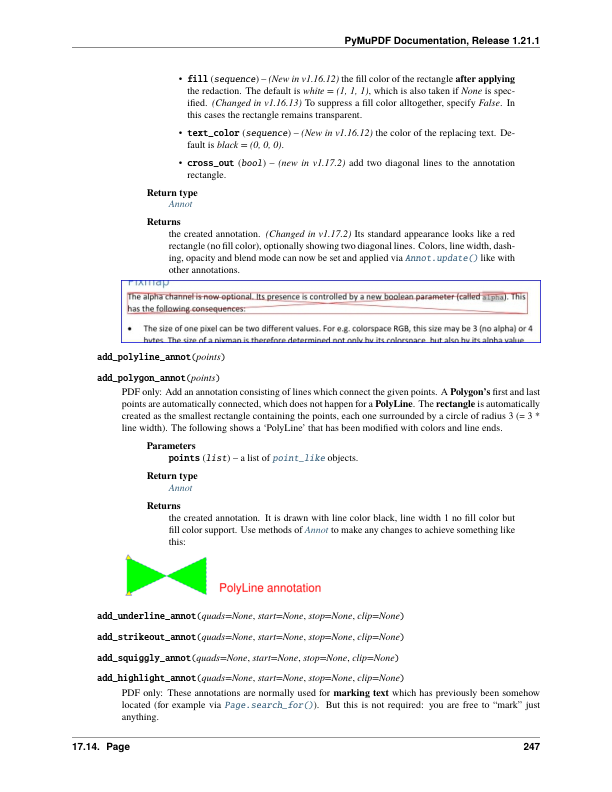 PyMuPDF Documentation, Release 1.21.1
• fill (sequence) – (New in v1.16.12) the fill color of the rectangle after applying
the redaction. The default is white = (1, 1, 1), which is also taken if None is spec-
ified. (Changed in v1.16.13) To suppress a fill color alltogether, specify False. In
this cases the rectangle remains transparent.
• text_color (sequence) – (New in v1.16.12) the color of the replacing text. De-
fault is black = (0, 0, 0).
• cross_out (bool) – (new in v1.17.2) add two diagonal lines to the annotation
rectangle.
Return type
Annot
Returns
the created annotation. (Changed in v1.17.2) Its standard appearance looks like a red
rectangle (no fill color), optionally showing two diagonal lines. Colors, line width, dash-
ing, opacity and blend mode can now be set and applied via Annot.update() like with
other annotations.
Pixmap
The alpha channel is now optional. Its presence is controlled by a new boolean parameter (called alpha). This
has the following consequences:
• The size of one pixel can be two different values. For e.g. colorspace RGB, this size may be 3 (no alpha) or 4
bytes. The size of a pixmap is therefore determined not only by its colorspace, but also by its alpha value.
add_polyline_annot(points)
add_polygon_annot(points)
PDF only: Add an annotation consisting of lines which connect the given points. A Polygon's first and last
points are automatically connected, which does not happen for a PolyLine. The rectangle is automatically
created as the smallest rectangle containing the points, each one surrounded by a circle of radius 3 (= 3 *
line width). The following shows a ‘PolyLine’ that has been modified with colors and line ends.
Parameters
points (list) – a list of point_like objects.
Return type
Annot
Returns
the created annotation. It is drawn with line color black, line width 1 no fill color but
fill color support. Use methods of Annot to make any changes to achieve something like
this:
PolyLine annotation
add_underline_annot(quads=None, start=None, stop=None, clip=None)
add_strikeout_annot(quads=None, start=None, stop=None, clip=None)
add_squiggly_annot(quads=None, start=None, stop=None, clip=None)
add_highlight_annot(quads=None, start=None, stop=None, clip=None)
PDF only: These annotations are normally used for marking text which has previously been somehow
located (for example via Page.search_for()). But this is not required: you are free to “mark” just
anything.
17.14. Page 247